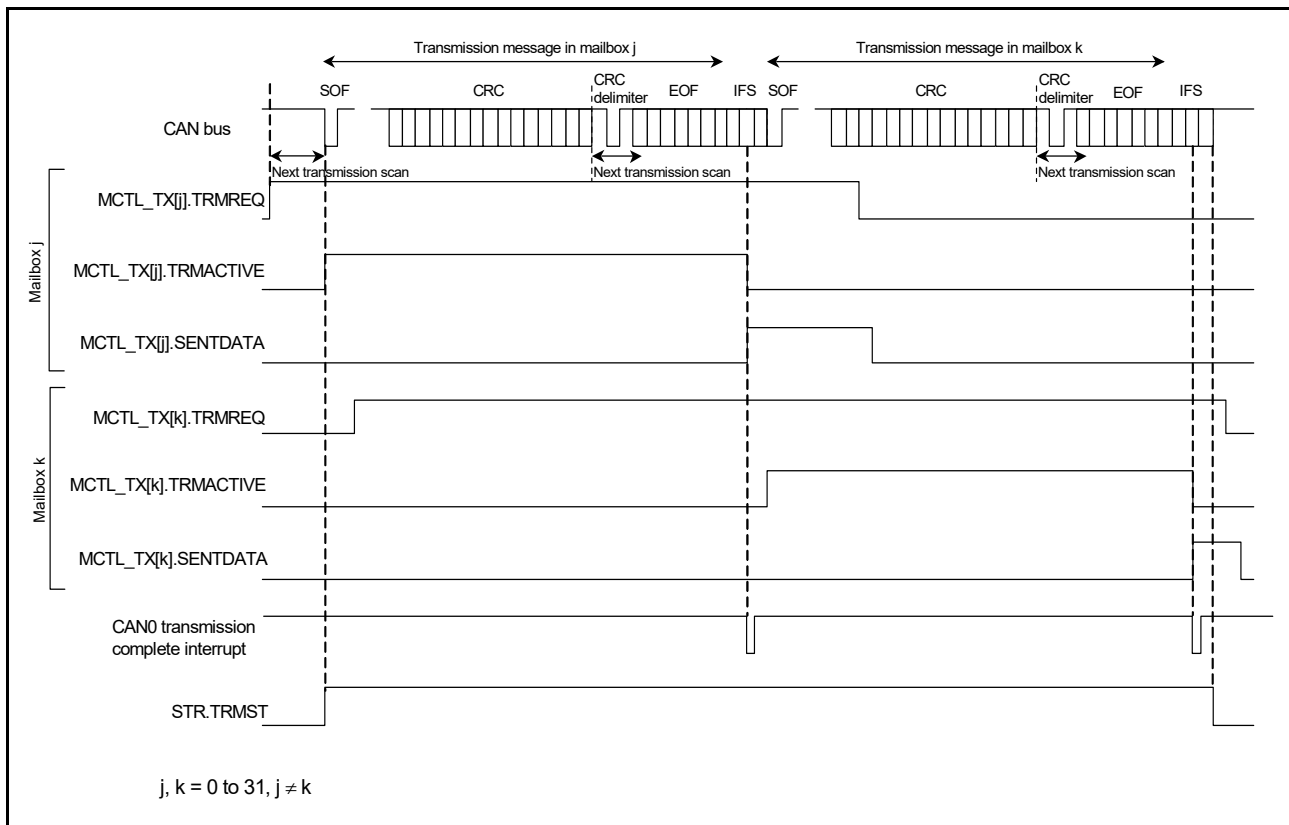 Transmission message in mailbox j
Transmission message in mailbox k
SOF
CRC
CRC
delimiter
EOF
IFS
SOF
CRC
CRC
delimiter
EOF
IFS
CAN bus
Next transmission scan
Next transmission scan
Next transmission scan
Mailbox j
MCTL_TX[j].TRMREQ
MCTL_TX[j].TRMACTIVE
MCTL_TX[j].SENTDATA
Mailbox k
MCTL_TX[k].TRMREQ
MCTL_TX[k].TRMACTIVE
MCTL_TX[k].SENTDATA
CAN0 transmission
complete interrupt
STR.TRMST
j, k = 0 to 31, j ≠ k